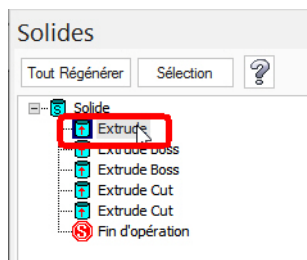 Solides
Tout Régénérer Sélection
Solide
Extrude
Extrude Boss
Extrude Boss
Extrude Cut
Extrude Cut
Fin d'opération